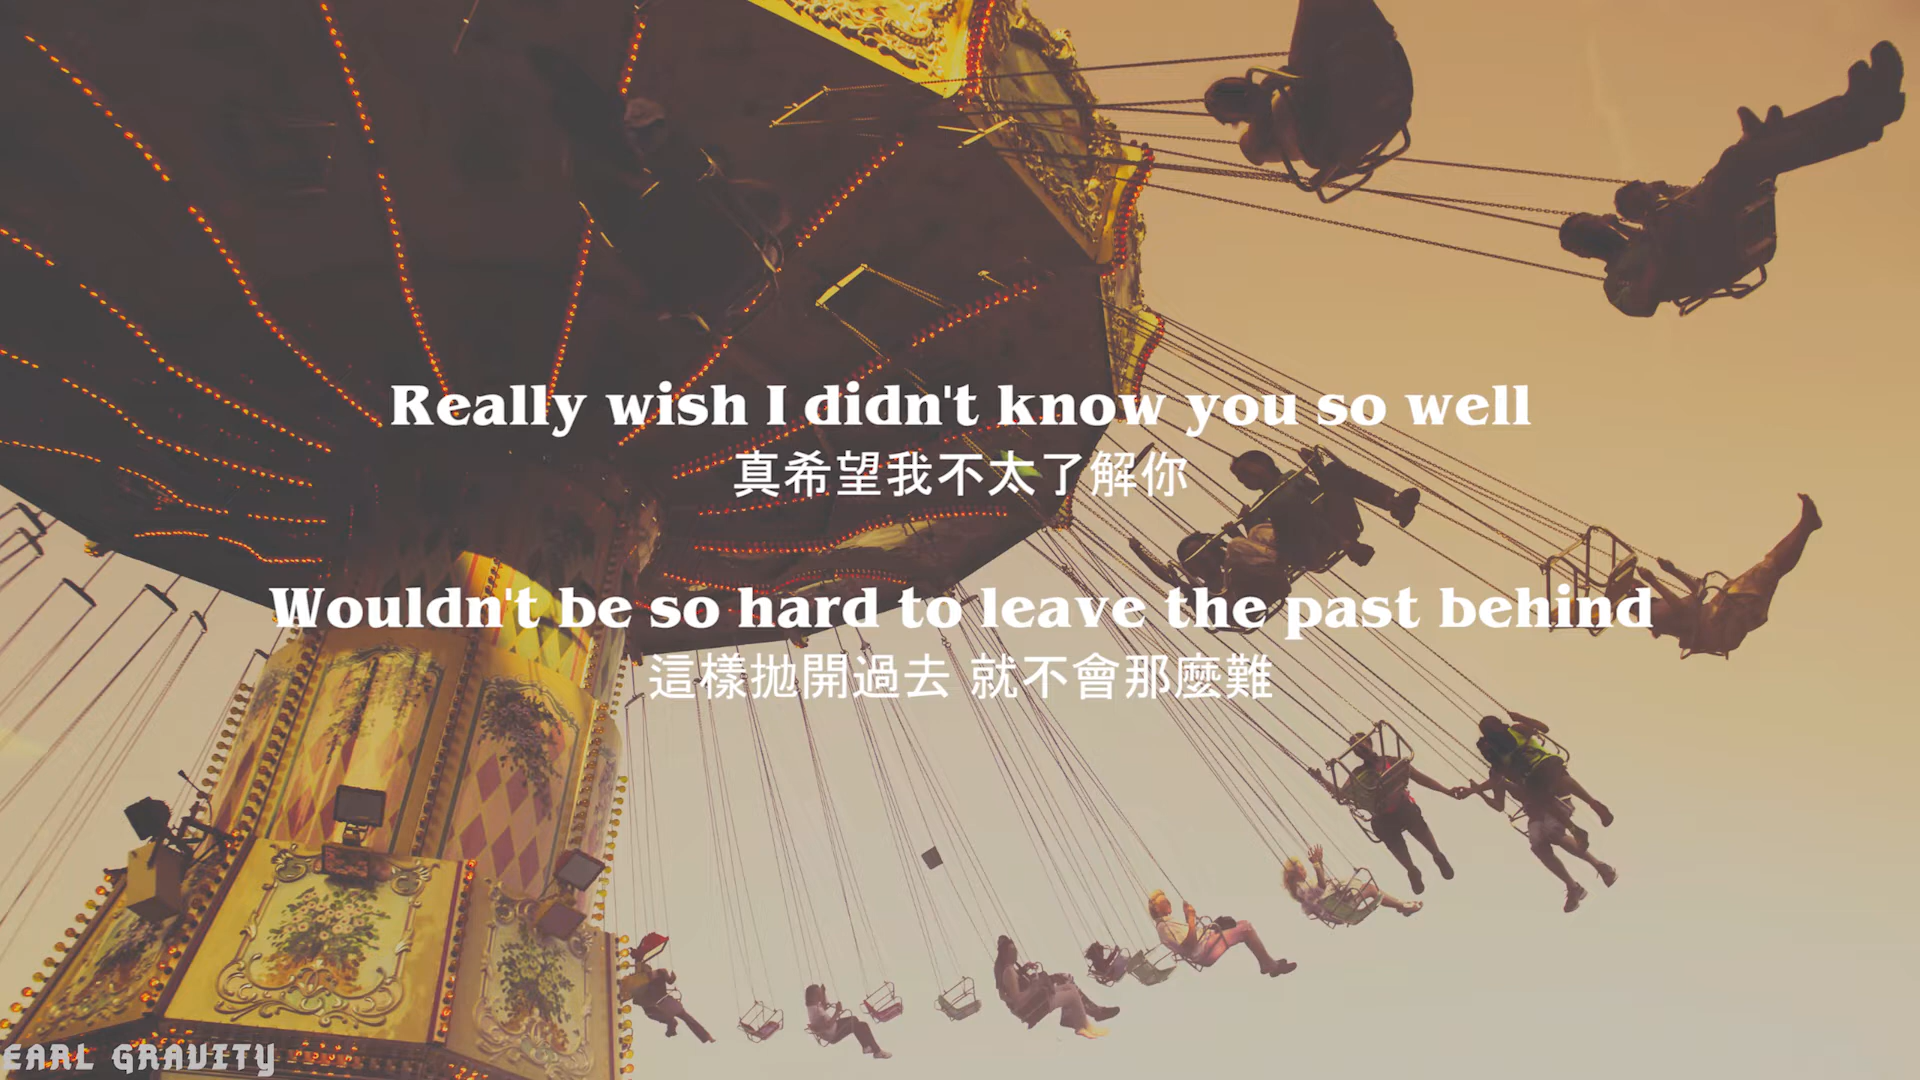 Really wish I didn't know you so well
真希望我不太了解你
Wouldn't be so hard to leave the past behind
這樣拋開過去 就不會那麼難
EARL GRAVITY